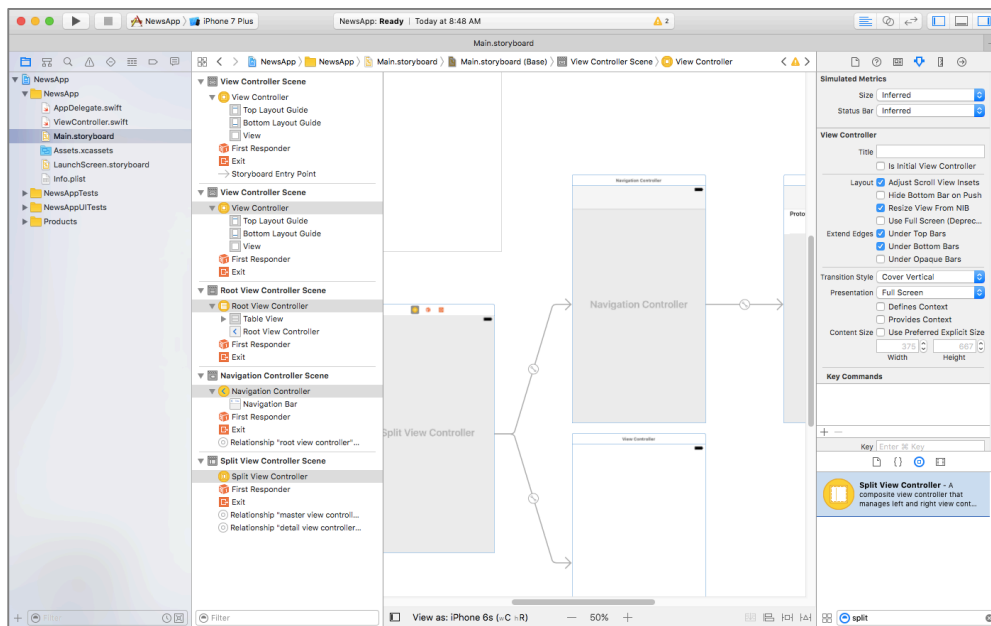 NewsApp iPhone 7 Plus NewsApp: Ready | Today at 8:48 AM 2
Main.storyboard
NewsApp NewsApp Main.storyboard Main.storyboard (Base) View Controller Scene View Controller
NewsApp
NewsApp
AppDelegate.swift
ViewController.swift
Main.storyboard
Assets.xcassets
LaunchScreen.storyboard
Info.plist
NewsAppTests
NewsAppUITests
Products
Filter
View Controller Scene
View Controller
Top Layout Guide
Bottom Layout Guide
View
First Responder
Exit
Storyboard Entry Point
View Controller Scene
View Controller
Top Layout Guide
Bottom Layout Guide
View
First Responder
Exit
Root View Controller Scene
Root View Controller
Table View
Root View Controller
First Responder
Exit
Navigation Controller Scene
Navigation Controller
Navigation Bar
First Responder
Exit
Relationship "root view controller"...
Split View Controller Scene
Split View Controller
First Responder
Exit
Relationship "master view controll...
Relationship "detail view controller...
Filter
Navigation Controller
Proto
Navigation Controller
Split View Controller
View Controller
View as: iPhone 6s (wC hR) — 50% +
Simulated Metrics
Size Inferred
Status Bar Inferred
View Controller
Title
Is Initial View Controller
Layout Adjust Scroll View Insets
Hide Bottom Bar on Push
Resize View From NIB
Use Full Screen (Deprec...
Extend Edges Under Top Bars
Under Bottom Bars
Under Opaque Bars
Transition Style Cover Vertical
Presentation Full Screen
Defines Context
Provides Context
Content Size Use Preferred Explicit Size
375 667
Width Height
Key Commands
+ —
Key Enter ⌘ Key
{}
Split View Controller - A
composite view controller that
manages left and right view cont...
split